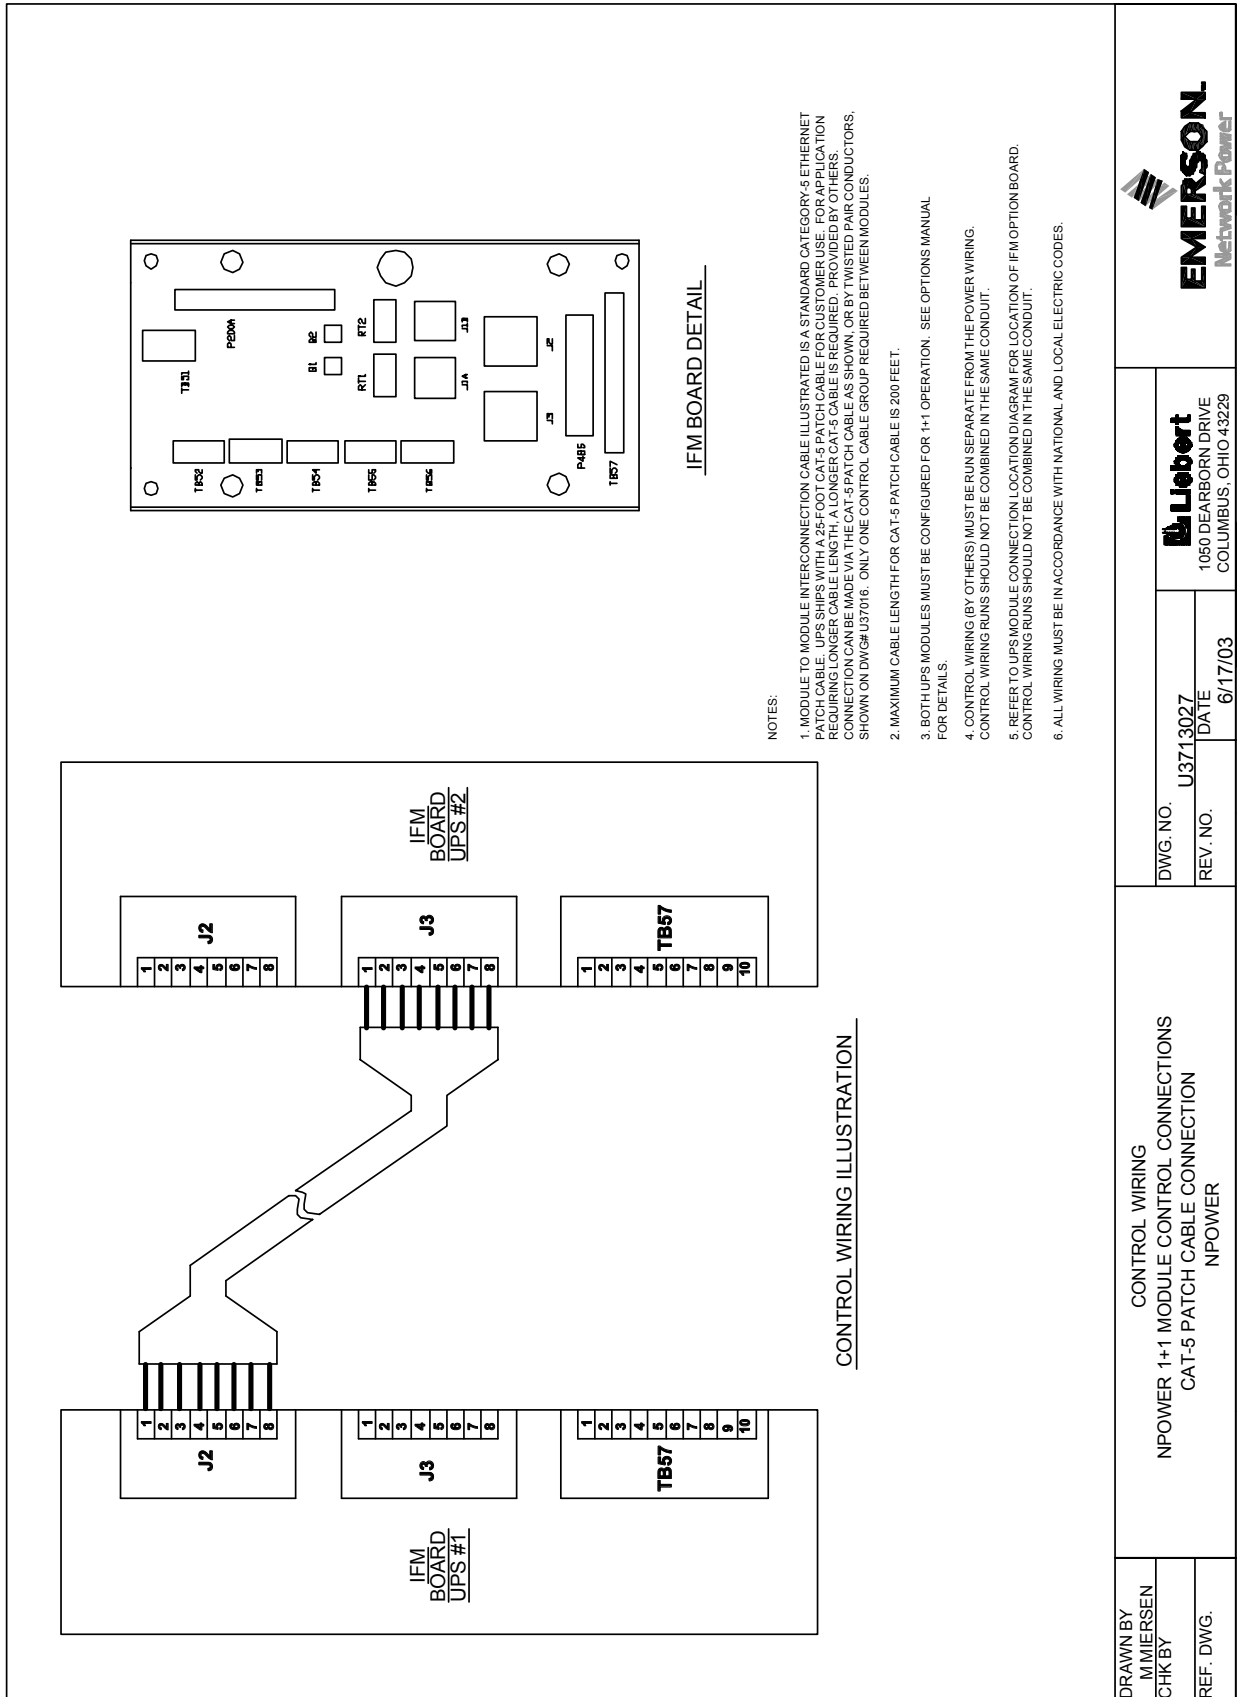 IFM
BOARD
UPS #1
J2
1
2
3
4
5
6
7
8
J3
1
2
3
4
5
6
7
8
TB57
1
2
3
4
5
6
7
8
9
10
IFM
BOARD
UPS #2
J2
1
2
3
4
5
6
7
8
J3
1
2
3
4
5
6
7
8
TB57
1
2
3
4
5
6
7
8
9
10
CONTROL WIRING ILLUSTRATION
TB51
P200A
TB52
TB53
TB54
TB55
TB56
RT1
RT2
J3
J2
P485
TB57
IFM BOARD DETAIL
NOTES:
1. MODULE TO MODULE INTERCONNECTION CABLE ILLUSTRATED IS A STANDARD CATEGORY-5 ETHERNET
PATCH CABLE. UPS SHIPS WITH A 25-FOOT CAT-5 PATCH CABLE FOR CUSTOMER USE. FOR APPLICATION
REQUIRING LONGER CABLE LENGTH, A LONGER CAT-5 CABLE IS REQUIRED. PROVIDED BY OTHERS.
CONNECTION CAN BE MADE VIA THE CAT-5 PATCH CABLE AS SHOWN, OR BY TWISTED PAIR CONDUCTORS,
SHOWN ON DWG# U37016. ONLY ONE CONTROL CABLE GROUP REQUIRED BETWEEN MODULES.
2. MAXIMUM CABLE LENGTH FOR CAT-5 PATCH CABLE IS 200 FEET.
3. BOTH UPS MODULES MUST BE CONFIGURED FOR 1+1 OPERATION. SEE OPTIONS MANUAL
FOR DETAILS.
4. CONTROL WIRING (BY OTHERS) MUST BE RUN SEPARATE FROM THE POWER WIRING.
CONTROL WIRING RUNS SHOULD NOT BE COMBINED IN THE SAME CONDUIT.
5. REFER TO UPS MODULE CONNECTION LOCATION DIAGRAM FOR LOCATION OF IFM OPTION BOARD.
CONTROL WIRING RUNS SHOULD NOT BE COMBINED IN THE SAME CONDUIT.
6. ALL WIRING MUST BE IN ACCORDANCE WITH NATIONAL AND LOCAL ELECTRIC CODES.
DRAWN BY
M MIERSEN
CHK BY
REF. DWG.
CONTROL WIRING
NPOWER 1+1 MODULE CONTROL CONNECTIONS
CAT-5 PATCH CABLE CONNECTION
NPOWER
DWG. NO.
U3713027
REV. NO.
DATE
6/17/03
Liebert
1050 DEARBORN DRIVE
COLUMBUS, OHIO 43229
EMERSON.
Network Power